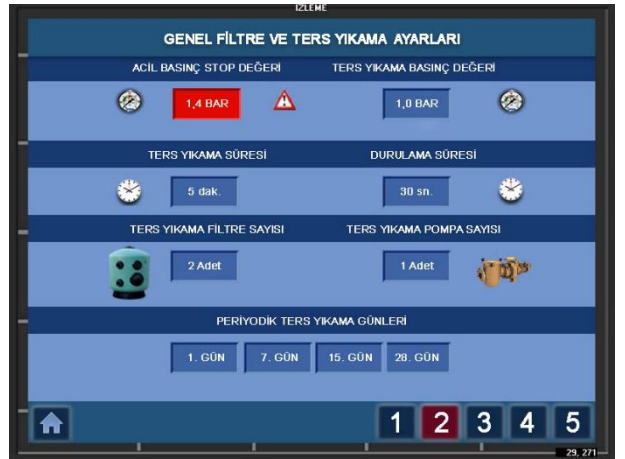 İZLEME
GENEL FİLTRE VE TERS YIKAMA AYARLARI
ACİL BASINÇ STOP DEĞERİ TERS YIKAMA BASINÇ DEĞERİ
1,4 BAR 1,0 BAR
TERS YIKAMA SÜRESİ DURULAMA SÜRESİ
5 dak. 30 sn.
TERS YIKAMA FİLTRE SAYISI TERS YIKAMA POMPA SAYISI
2 Adet 1 Adet
PERİYODİK TERS YIKAMA GÜNLERİ
1. GÜN 7. GÜN 15. GÜN 28. GÜN
1 2 3 4 5
29, 271